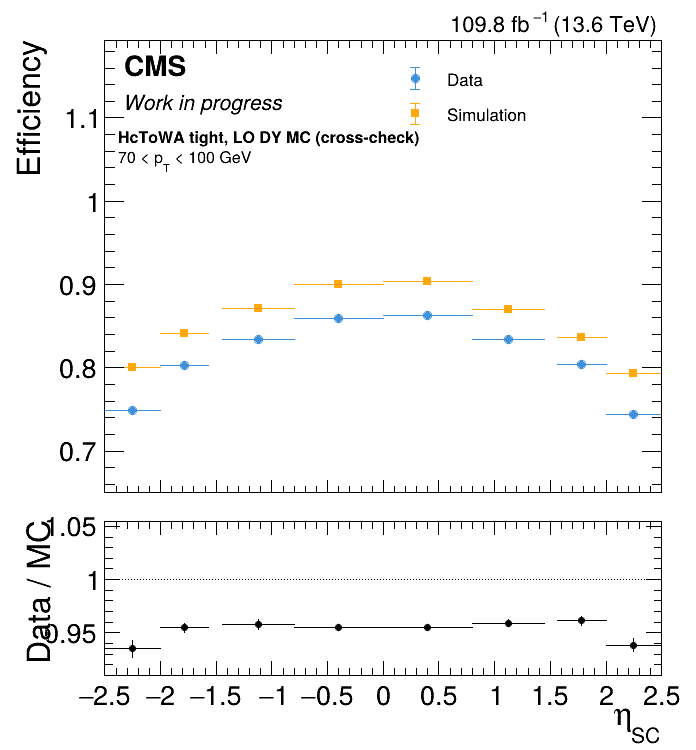 109.8 fb⁻¹ (13.6 TeV)
CMS
Work in progress
HcToWA tight, LO DY MC (cross-check)
70 < p_T < 100 GeV
Data
Simulation
Efficiency
1.1
1
0.9
0.8
0.7
Data / MC
1.05
1
0.95
−2.5 −2 −1.5 −1 −0.5 0 0.5 1 1.5 2 2.5
η_SC